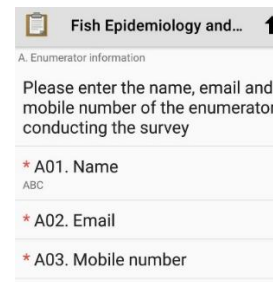 Fish Epidemiology and...
A. Enumerator information
Please enter the name, email and
mobile number of the enumerator
conducting the survey
* A01. Name
ABC
* A02. Email
* A03. Mobile number